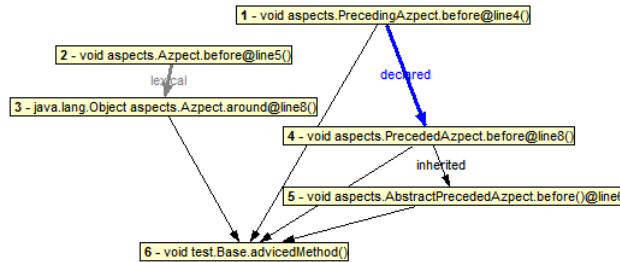 1 - void aspects.PrecedingAzpect.before@line4()
2 - void aspects.Azpect.before@line5()
lexical
declared
3 - java.lang.Object aspects.Azpect.around@line8()
4 - void aspects.PrecededAzpect.before@line8()
inherited
5 - void aspects.AbstractPrecededAzpect.before()@line6
6 - void test.Base.advicedMethod()